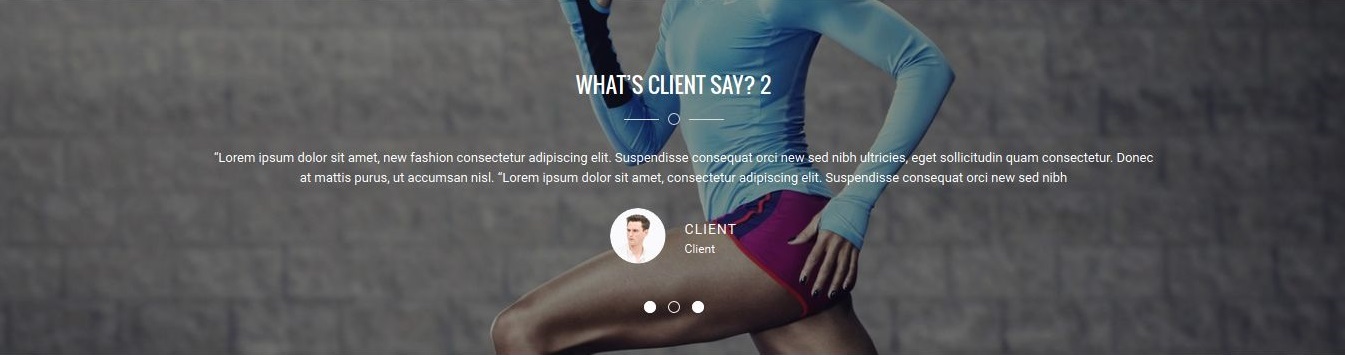 WHAT'S CLIENT SAY? 2
“Lorem ipsum dolor sit amet, new fashion consectetur adipiscing elit. Suspendisse consequat orci new sed nibh ultricies, eget sollicitudin quam consectetur. Donec
at mattis purus, ut accumsan nisl. “Lorem ipsum dolor sit amet, consectetur adipiscing elit. Suspendisse consequat orci new sed nibh
CLIENT
Client